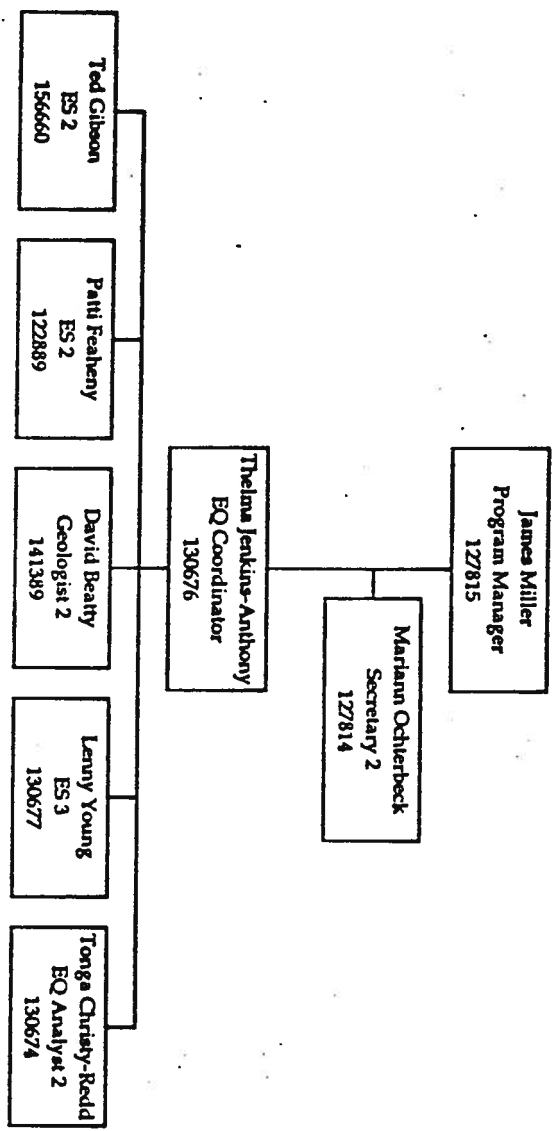 James Miller
Program Manager
127815
Mariann Ochterbeck
Secretary 2
127814
Thelma Jenkins-Anthony
EQ Coordinator
130676
Ted Gibson
ES 2
156660
Patti Feaheny
ES 2
122889
David Beatty
Geologist 2
141389
Lenny Young
ES 3
130677
Tonga Christy-Redd
EQ Analyst 2
130674